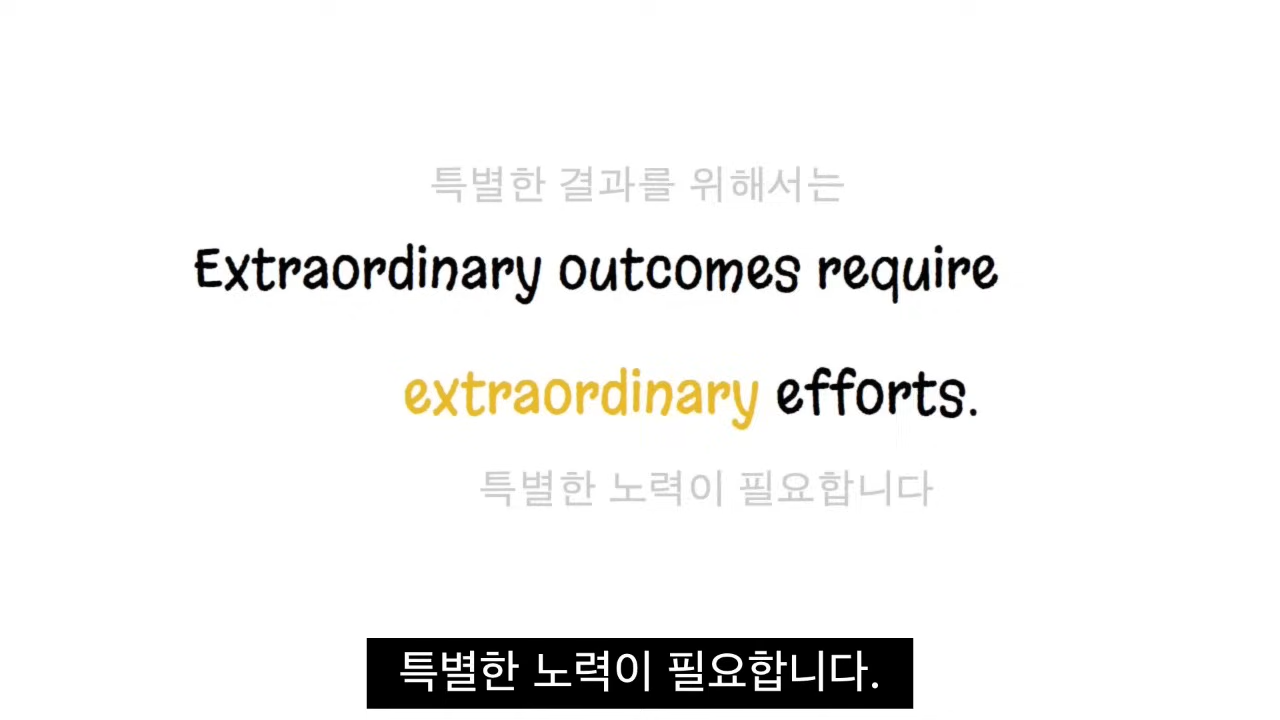 특별한 결과를 위해서는
Extraordinary outcomes require
extraordinary efforts.
특별한 노력이 필요합니다
특별한 노력이 필요합니다.